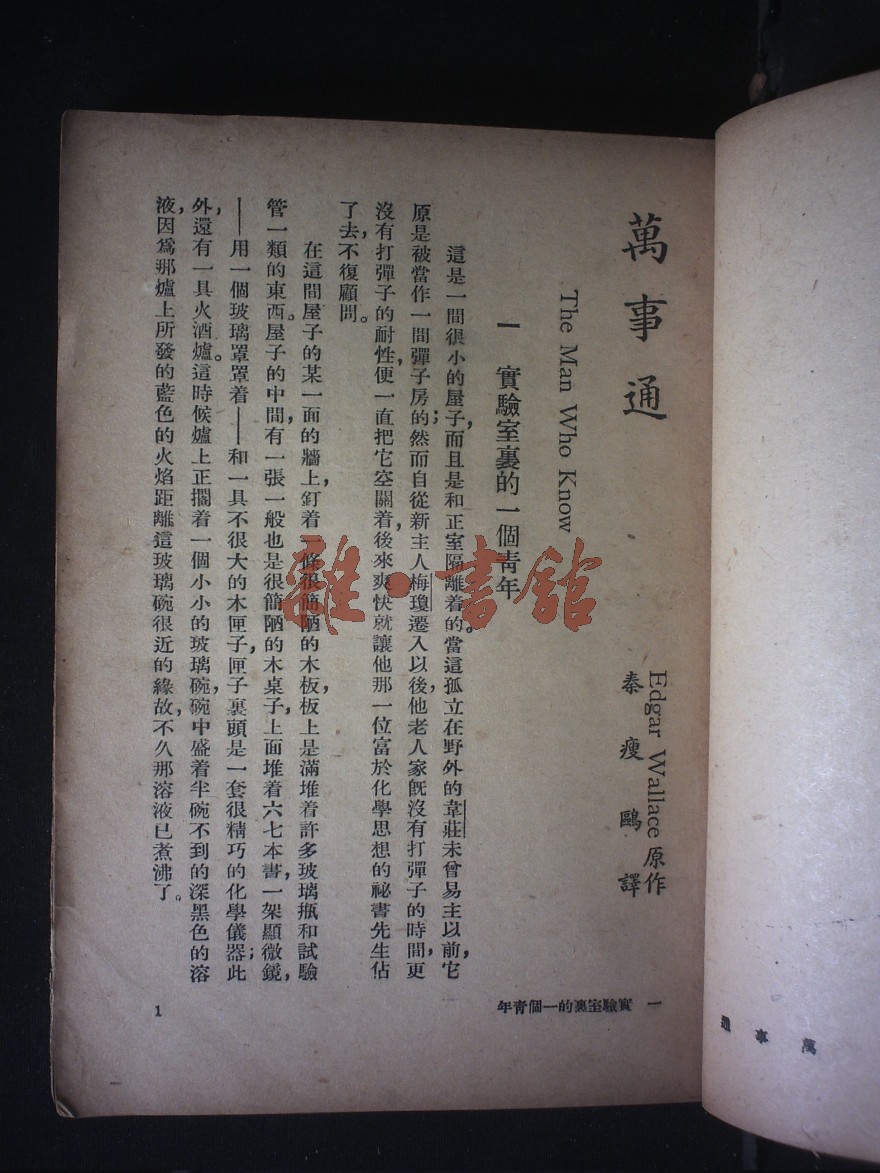 萬事通
The Man Who Know
Edgar Wallace 原作
秦瘦鷗譯
一　實驗室裏的一個青年
這是一間很小的屋子，而且是和正室隔離着的。當這孤立在野外的韋莊未曾易主以前，它
原是被當作一間彈子房的；然而自從新主人梅瓊遷入以後，他老人家旣沒有打彈子的時間，更
沒有打彈子的耐性，便一直把它空關着，後來爽快就讓他那一位富於化學思想的祕書先生佔
了去，不復顧問。
在這間屋子的某一面的牆上，釘着一條很簡陋的木板，板上是滿堆着許多玻璃瓶和試驗
管一類的東西。屋子的中間，有一張一般也是很簡陋的木桌子，上面堆着六七本書，一架顯微鏡，
——用一個玻璃罩罩着——和一具不很大的木匣子，匣子裏頭是一套很精巧的化學儀器；此
外，還有一具火酒爐。這時候爐上正擱着一個小小的玻璃碗，碗中盛着半碗不到的深黑色的溶
液，因爲那爐上所發的藍色的火焰距離這玻璃碗很近的緣故，不久那溶液已煮沸了。
一　實驗室裏的一個青年
1
萬事通
雜·書館